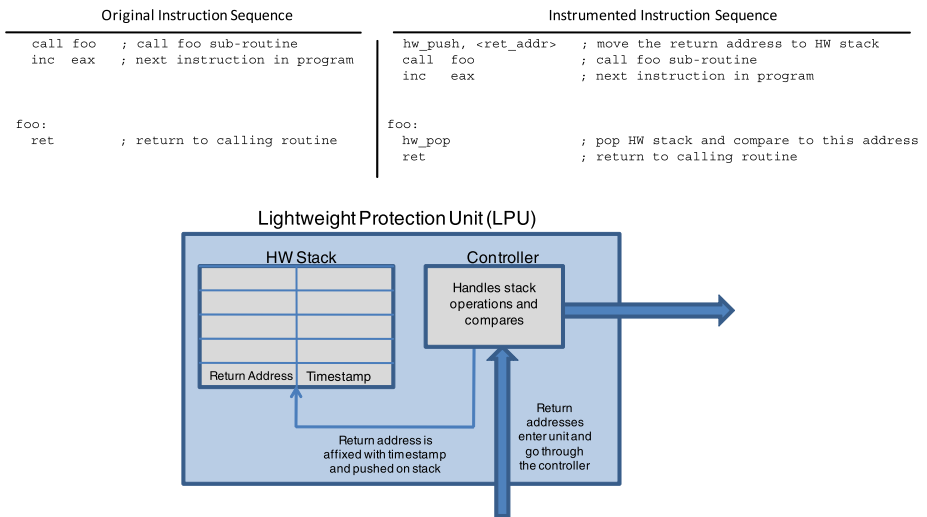 Original Instruction Sequence
call foo ; call foo sub-routine
inc eax ; next instruction in program
foo:
ret ; return to calling routine
Instrumented Instruction Sequence
hw_push, <ret_addr> ; move the return address to HW stack
call foo ; call foo sub-routine
inc eax ; next instruction in program
foo:
hw_pop ; pop HW stack and compare to this address
ret ; return to calling routine
Lightweight Protection Unit (LPU)
HW Stack
Return Address
Timestamp
Controller
Handles stack
operations and
compares
Return address is
affixed with timestamp
and pushed on stack
Return
addresses
enter unit and
go through
the controller